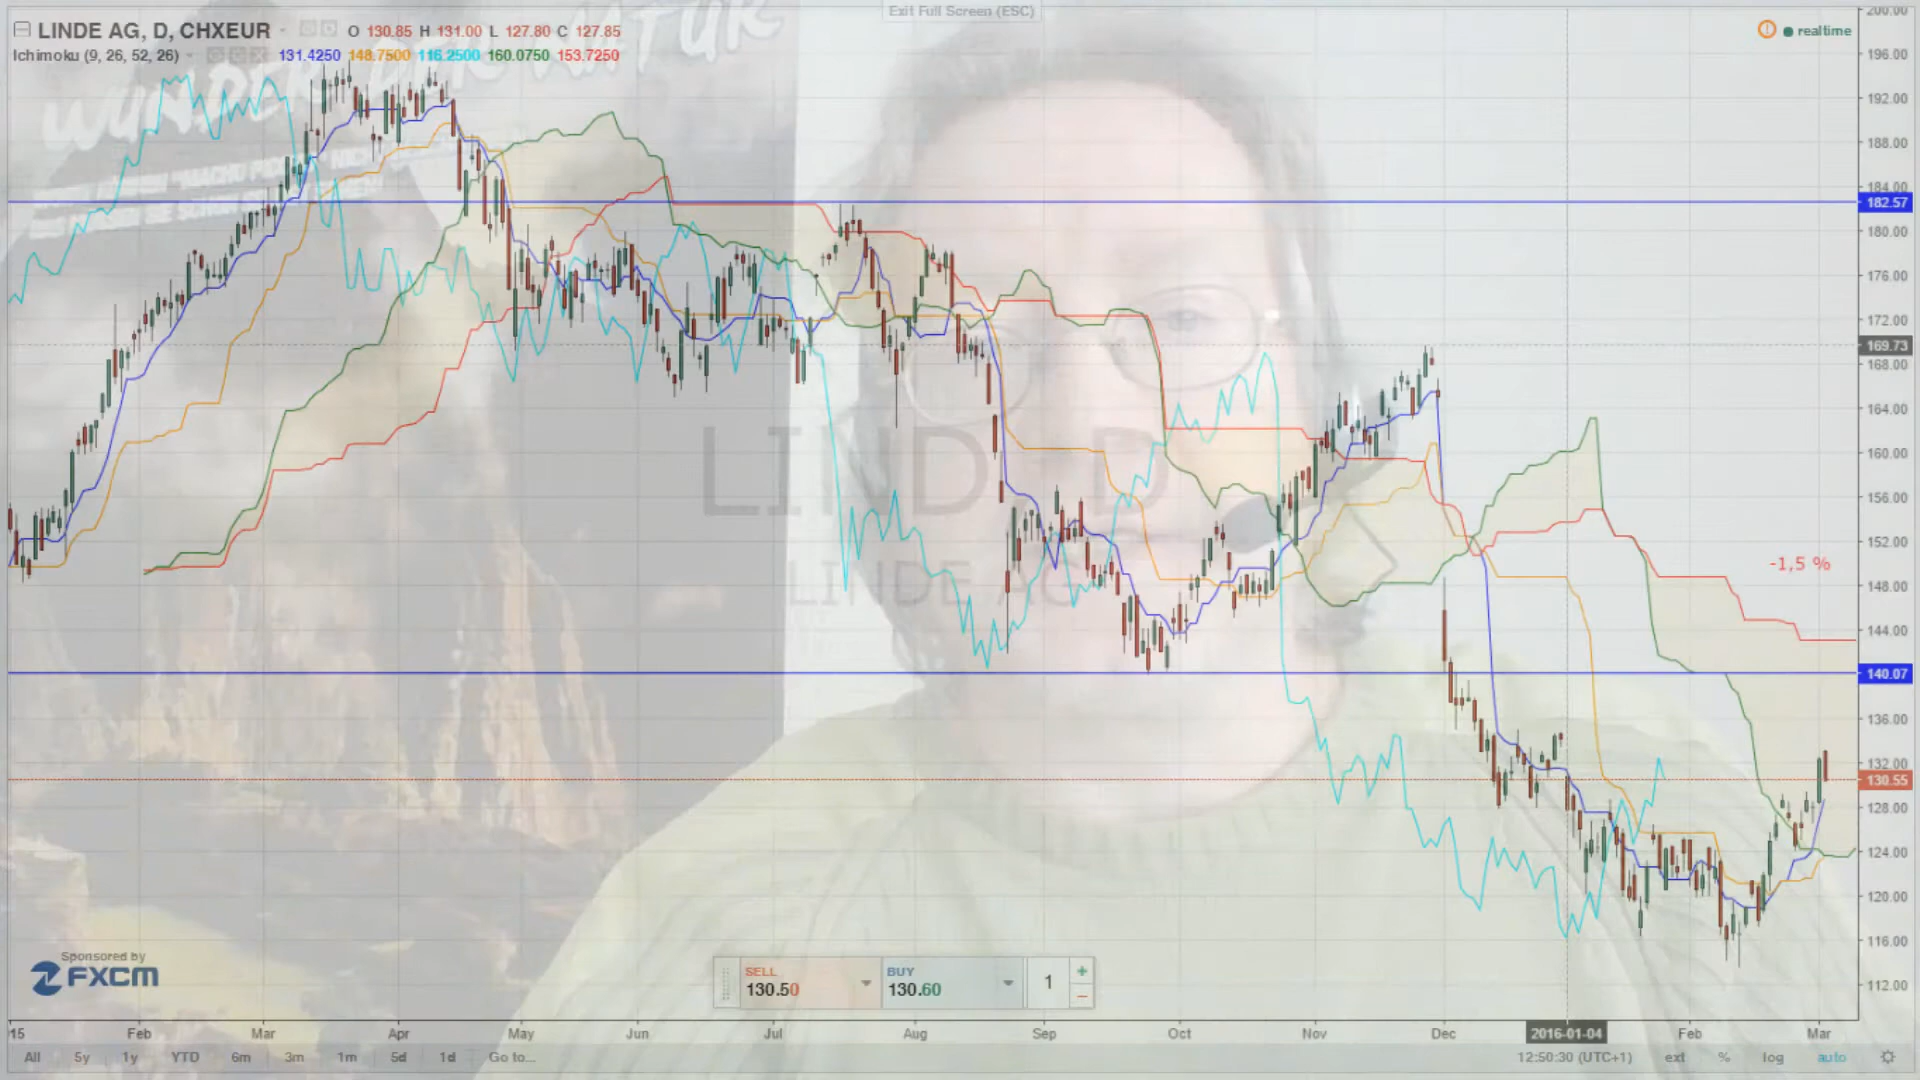 Exit Full Screen (ESC)
LINDE AG, D, CHXEUR
O 130.85 H 131.00 L 127.80 C 127.85
realtime
Ichimoku (9, 26, 52, 26) 131.4250 148.7500 116.2500 160.0750 153.7250
WUNDER DER NATUR
200.00
196.00
192.00
188.00
184.00
182.57
180.00
176.00
172.00
169.73
168.00
164.00
160.00
156.00
152.00
148.00
144.00
140.07
136.00
132.00
130.55
128.00
124.00
120.00
116.00
112.00
LINDE, D
LINDE AG
-1,5 %
Sponsored by
FXCM
SELL
130.50
BUY
130.60
1
'15 Feb Mar Apr May Jun Jul Aug Sep Oct Nov Dec 2016-01-04 Feb Mar
All 5y 1y YTD 6m 3m 1m 5d 1d Go to...
12:50:30 (UTC+1) ext % log auto